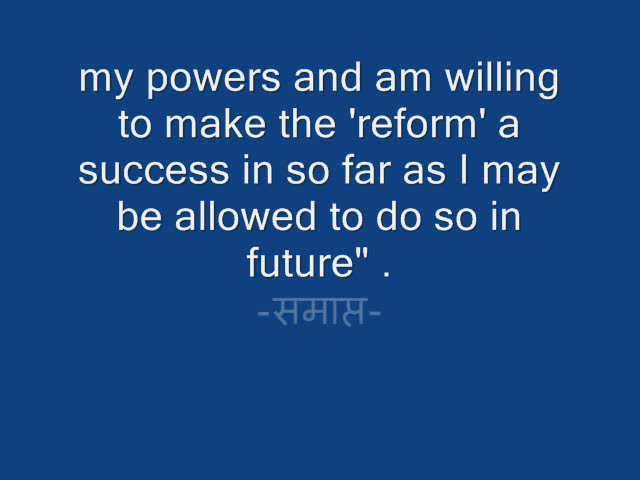 my powers and am willing
to make the 'reform' a
success in so far as I may
be allowed to do so in
future" .
-समाप्त-